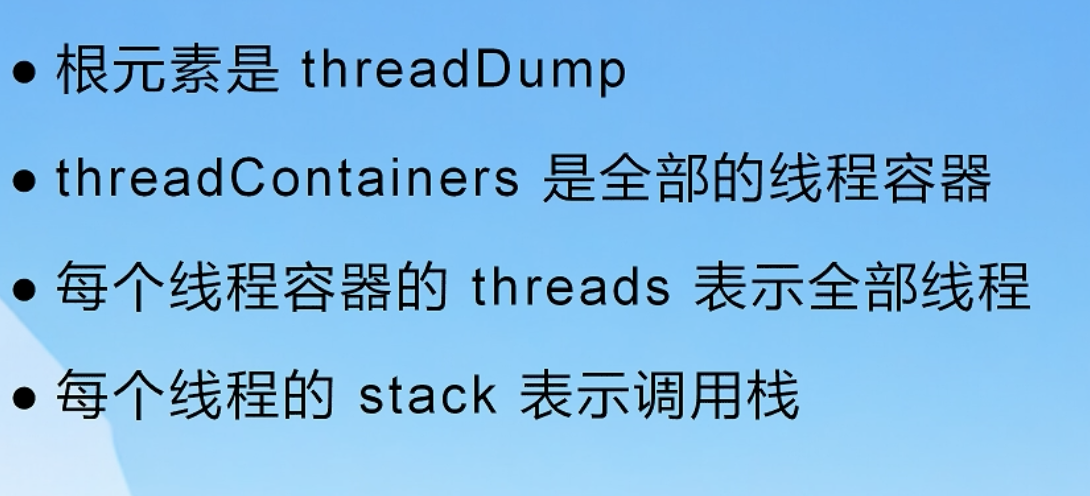 • 根元素是 threadDump
• threadContainers 是全部的线程容器
• 每个线程容器的 threads 表示全部线程
• 每个线程的 stack 表示调用栈